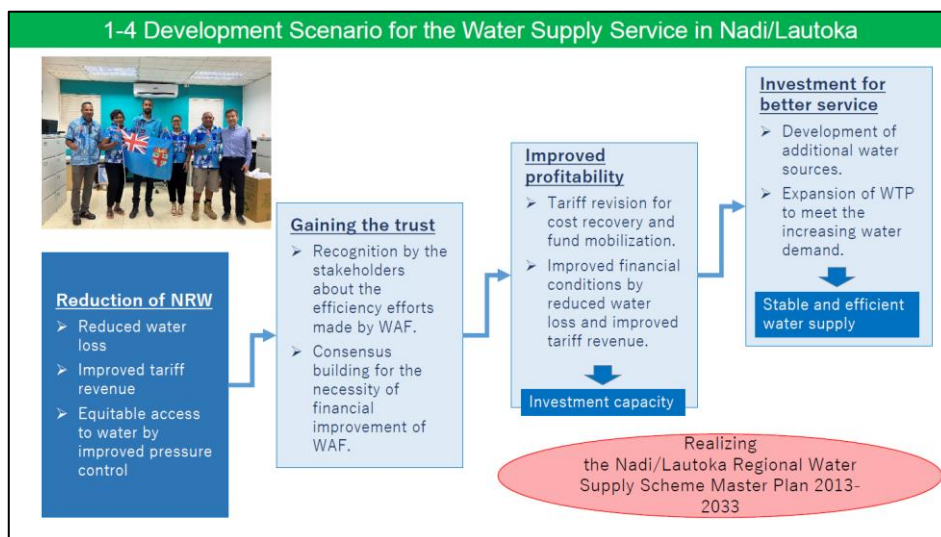 1-4 Development Scenario for the Water Supply Service in Nadi/Lautoka
Reduction of NRW
➢ Reduced water
loss
➢ Improved tariff
revenue
➢ Equitable access
to water by
improved pressure
control
Gaining the trust
➢ Recognition by the
stakeholders
about the
efficiency efforts
made by WAF.
➢ Consensus
building for the
necessity of
financial
improvement of
WAF.
Improved
profitability
➢ Tariff revision for
cost recovery and
fund mobilization.
➢ Improved financial
conditions by
reduced water
loss and improved
tariff revenue.
Investment capacity
Investment for
better service
➢ Development of
additional water
sources.
➢ Expansion of WTP
to meet the
increasing water
demand.
Stable and efficient
water supply
Realizing
the Nadi/Lautoka Regional Water
Supply Scheme Master Plan 2013-
2033